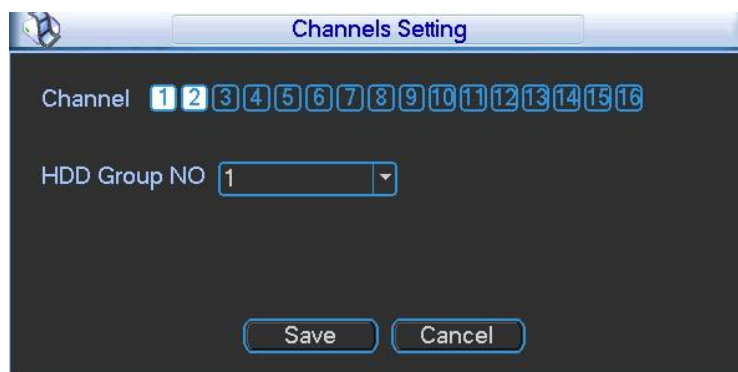 Channels Setting
Channel 1 2 3 4 5 6 7 8 9 10 11 12 13 14 15 16
HDD Group NO 1
Save Cancel